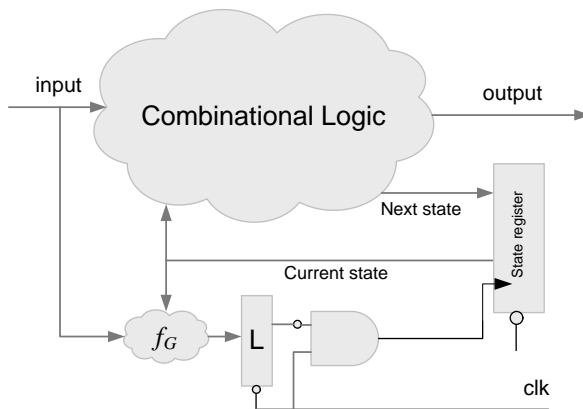 input
Combinational Logic
output
Next state
State register
Current state
f_G
L
clk